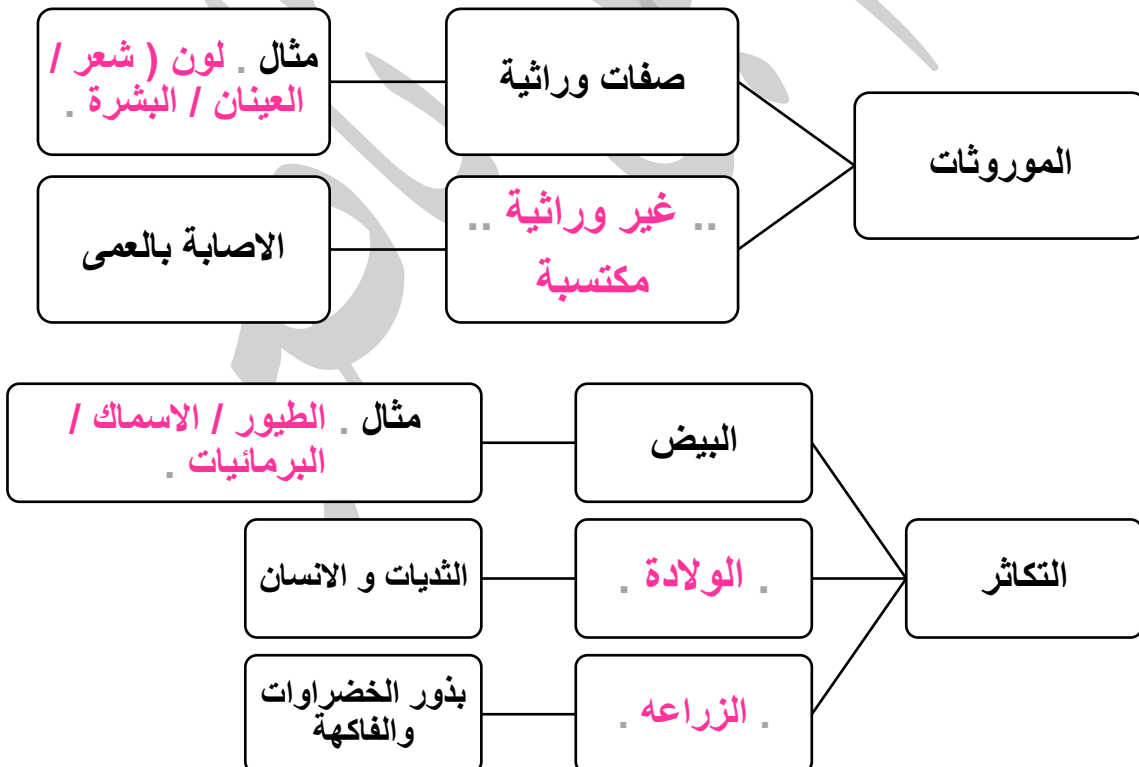 الموروثات
صفات وراثية
مثال . لون ( شعر /
العينان / البشرة .
.. غير وراثية ..
مكتسبة
الاصابة بالعمى
التكاثر
البيض
مثال . الطيور / الاسماك /
البرمائيات .
. الولادة .
الثديات و الانسان
. الزراعه .
بذور الخضراوات
والفاكهة